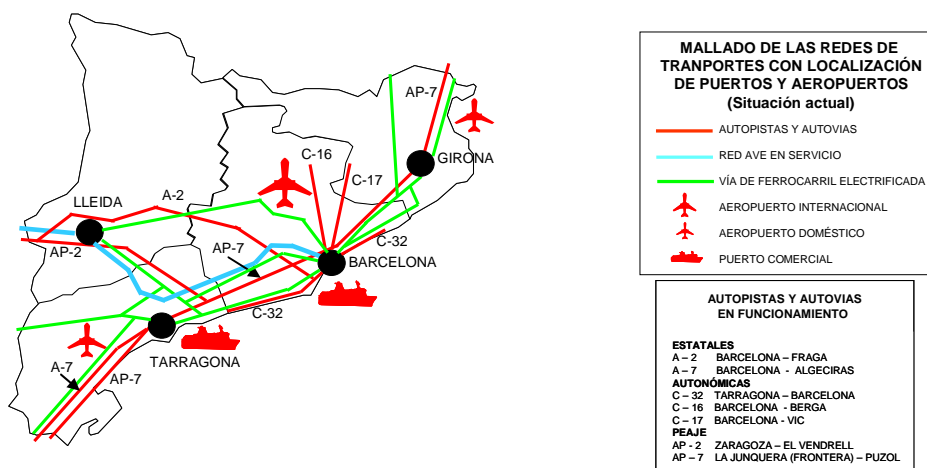 AP-7
GIRONA
C-16
C-17
LLEIDA
A-2
C-32
AP-2
AP-7
BARCELONA
C-32
TARRAGONA
A-7
AP-7
MALLADO DE LAS REDES DE
TRANPORTES CON LOCALIZACIÓN
DE PUERTOS Y AEROPUERTOS
(Situación actual)
AUTOPISTAS Y AUTOVIAS
RED AVE EN SERVICIO
VÍA DE FERROCARRIL ELECTRIFICADA
AEROPUERTO INTERNACIONAL
AEROPUERTO DOMÉSTICO
PUERTO COMERCIAL
AUTOPISTAS Y AUTOVIAS
EN FUNCIONAMIENTO
ESTATALES
A – 2 BARCELONA – FRAGA
A – 7 BARCELONA - ALGECIRAS
AUTONÓMICAS
C – 32 TARRAGONA – BARCELONA
C – 16 BARCELONA - BERGA
C – 17 BARCELONA - VIC
PEAJE
AP - 2 ZARAGOZA – EL VENDRELL
AP – 7 LA JUNQUERA (FRONTERA) – PUZOL